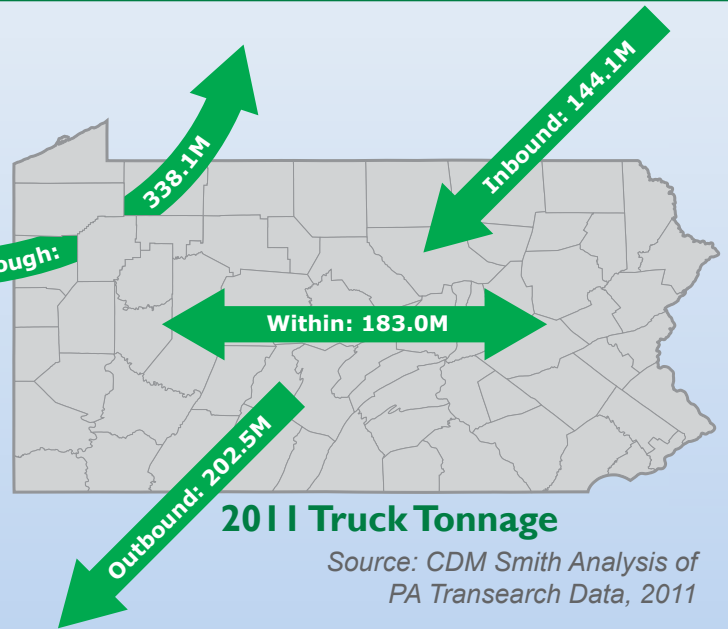 338.1M
Inbound: 144.1M
ough:
Within: 183.0M
Outbound: 202.5M
2011 Truck Tonnage
Source: CDM Smith Analysis of
PA Transearch Data, 2011